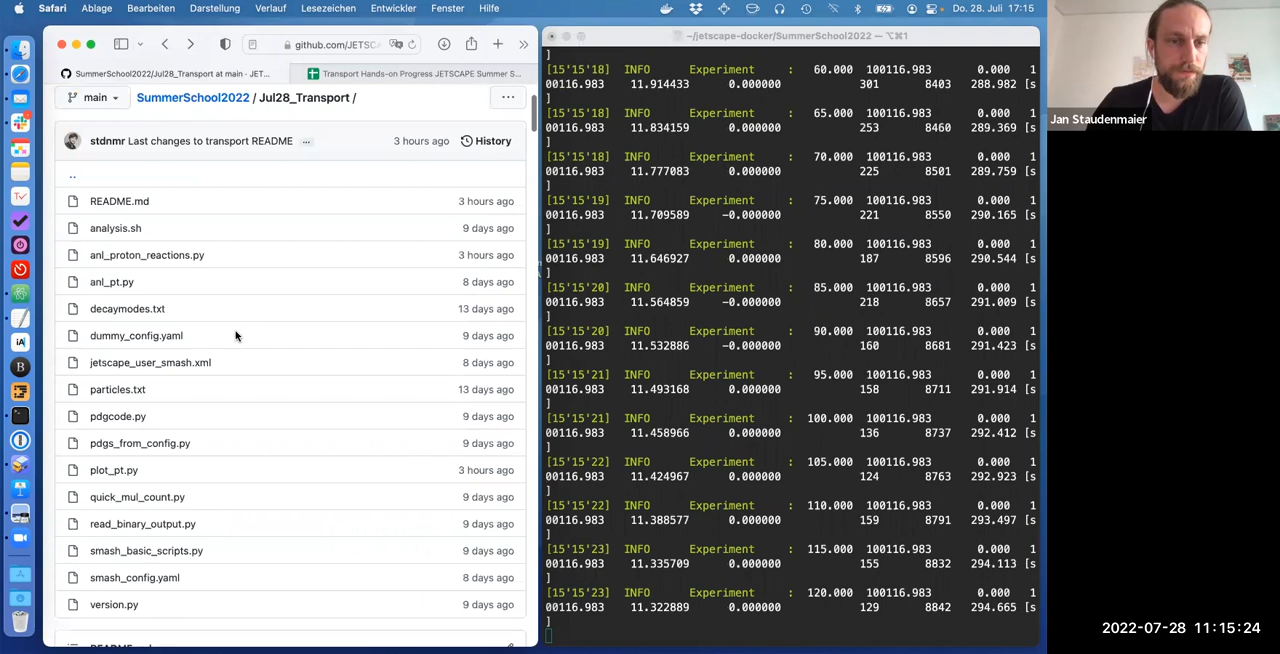 Safari Ablage Bearbeiten Darstellung Verlauf Lesezeichen Entwickler Fenster Hilfe Do. 28. Juli 17:15
github.com/JETSCA
SummerSchool2022/Jul28_Transport at main · JET...
Transport Hands-on Progress JETSCAPE Summer S...
main SummerSchool2022 / Jul28_Transport / ...
stdnmr Last changes to transport README ... 3 hours ago History
..
README.md 3 hours ago
analysis.sh 9 days ago
anl_proton_reactions.py 3 hours ago
anl_pt.py 8 days ago
decaymodes.txt 13 days ago
dummy_config.yaml 9 days ago
jetscape_user_smash.xml 8 days ago
particles.txt 13 days ago
pdgcode.py 9 days ago
pdgs_from_config.py 9 days ago
plot_pt.py 3 hours ago
quick_mul_count.py 9 days ago
read_binary_output.py 9 days ago
smash_basic_scripts.py 9 days ago
smash_config.yaml 8 days ago
version.py 9 days ago
~/jetscape-docker/SummerSchool2022 — ⌥⌘1
]
[15'15'18] INFO Experiment : 60.000 100116.983 0.000 1
00116.983 11.914433 0.000000 301 8403 288.982 [s
]
[15'15'18] INFO Experiment : 65.000 100116.983 0.000 1
00116.983 11.834159 0.000000 253 8460 289.369 [s
]
[15'15'18] INFO Experiment : 70.000 100116.983 0.000 1
00116.983 11.777083 0.000000 225 8501 289.759 [s
]
[15'15'19] INFO Experiment : 75.000 100116.983 0.000 1
00116.983 11.709589 −0.000000 221 8550 290.165 [s
]
[15'15'19] INFO Experiment : 80.000 100116.983 0.000 1
00116.983 11.646927 0.000000 187 8596 290.544 [s
]
[15'15'20] INFO Experiment : 85.000 100116.983 0.000 1
00116.983 11.564859 −0.000000 218 8657 291.009 [s
]
[15'15'20] INFO Experiment : 90.000 100116.983 0.000 1
00116.983 11.532886 −0.000000 160 8681 291.423 [s
]
[15'15'21] INFO Experiment : 95.000 100116.983 0.000 1
00116.983 11.493168 0.000000 158 8711 291.914 [s
]
[15'15'21] INFO Experiment : 100.000 100116.983 0.000 1
00116.983 11.458966 0.000000 136 8737 292.412 [s
]
[15'15'22] INFO Experiment : 105.000 100116.983 0.000 1
00116.983 11.424967 0.000000 124 8763 292.923 [s
]
[15'15'22] INFO Experiment : 110.000 100116.983 0.000 1
00116.983 11.388577 0.000000 159 8791 293.497 [s
]
[15'15'23] INFO Experiment : 115.000 100116.983 0.000 1
00116.983 11.335709 0.000000 155 8832 294.113 [s
]
[15'15'23] INFO Experiment : 120.000 100116.983 0.000 1
00116.983 11.322889 0.000000 129 8842 294.665 [s
]
Jan Staudenmaier
2022-07-28 11:15:24